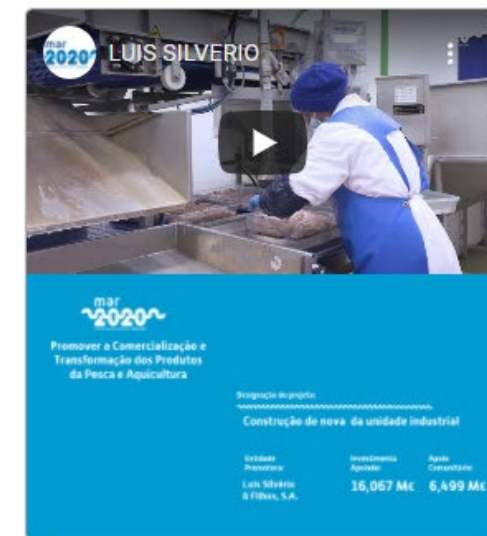 mar
2020
LUIS SILVERIO
mar
2020
Promover a Comercialização e
Transformação dos Produtos
da Pesca e Aquicultura
Designação do projeto:
Construção de nova da unidade industrial
Entidade
Promotora:
Investimento
Apoiado:
Apoio
Comunitário:
Luis Silvério
& Filhos, S.A.
16,067 M€
6,499 M€